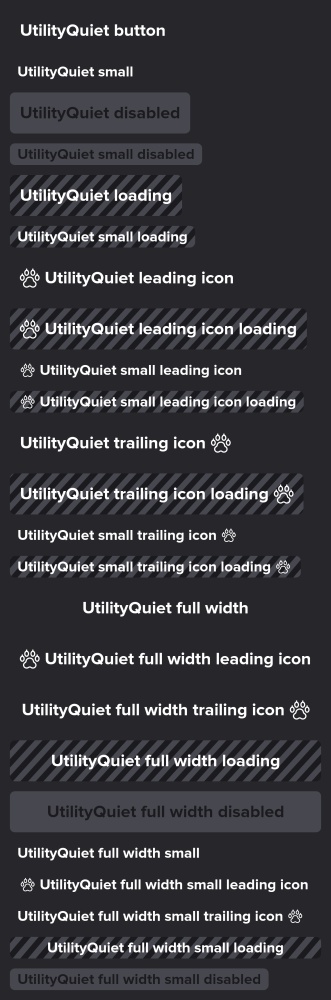 UtilityQuiet button
UtilityQuiet small
UtilityQuiet disabled
UtilityQuiet small disabled
UtilityQuiet loading
UtilityQuiet small loading
UtilityQuiet leading icon
UtilityQuiet leading icon loading
UtilityQuiet small leading icon
UtilityQuiet small leading icon loading
UtilityQuiet trailing icon
UtilityQuiet trailing icon loading
UtilityQuiet small trailing icon
UtilityQuiet small trailing icon loading
UtilityQuiet full width
UtilityQuiet full width leading icon
UtilityQuiet full width trailing icon
UtilityQuiet full width loading
UtilityQuiet full width disabled
UtilityQuiet full width small
UtilityQuiet full width small leading icon
UtilityQuiet full width small trailing icon
UtilityQuiet full width small loading
UtilityQuiet full width small disabled